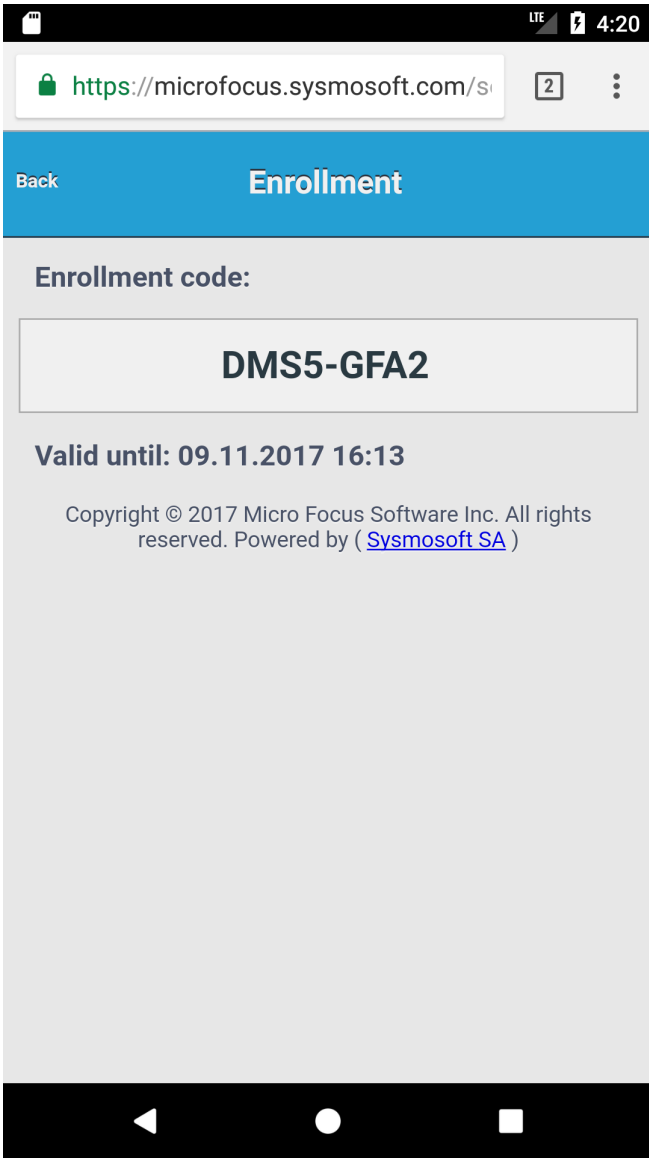 LTE 4:20
https://microfocus.sysmosoft.com/s
2
Back
Enrollment
Enrollment code:
DMS5-GFA2
Valid until: 09.11.2017 16:13
Copyright © 2017 Micro Focus Software Inc. All rights
reserved. Powered by ( Sysmosoft SA )